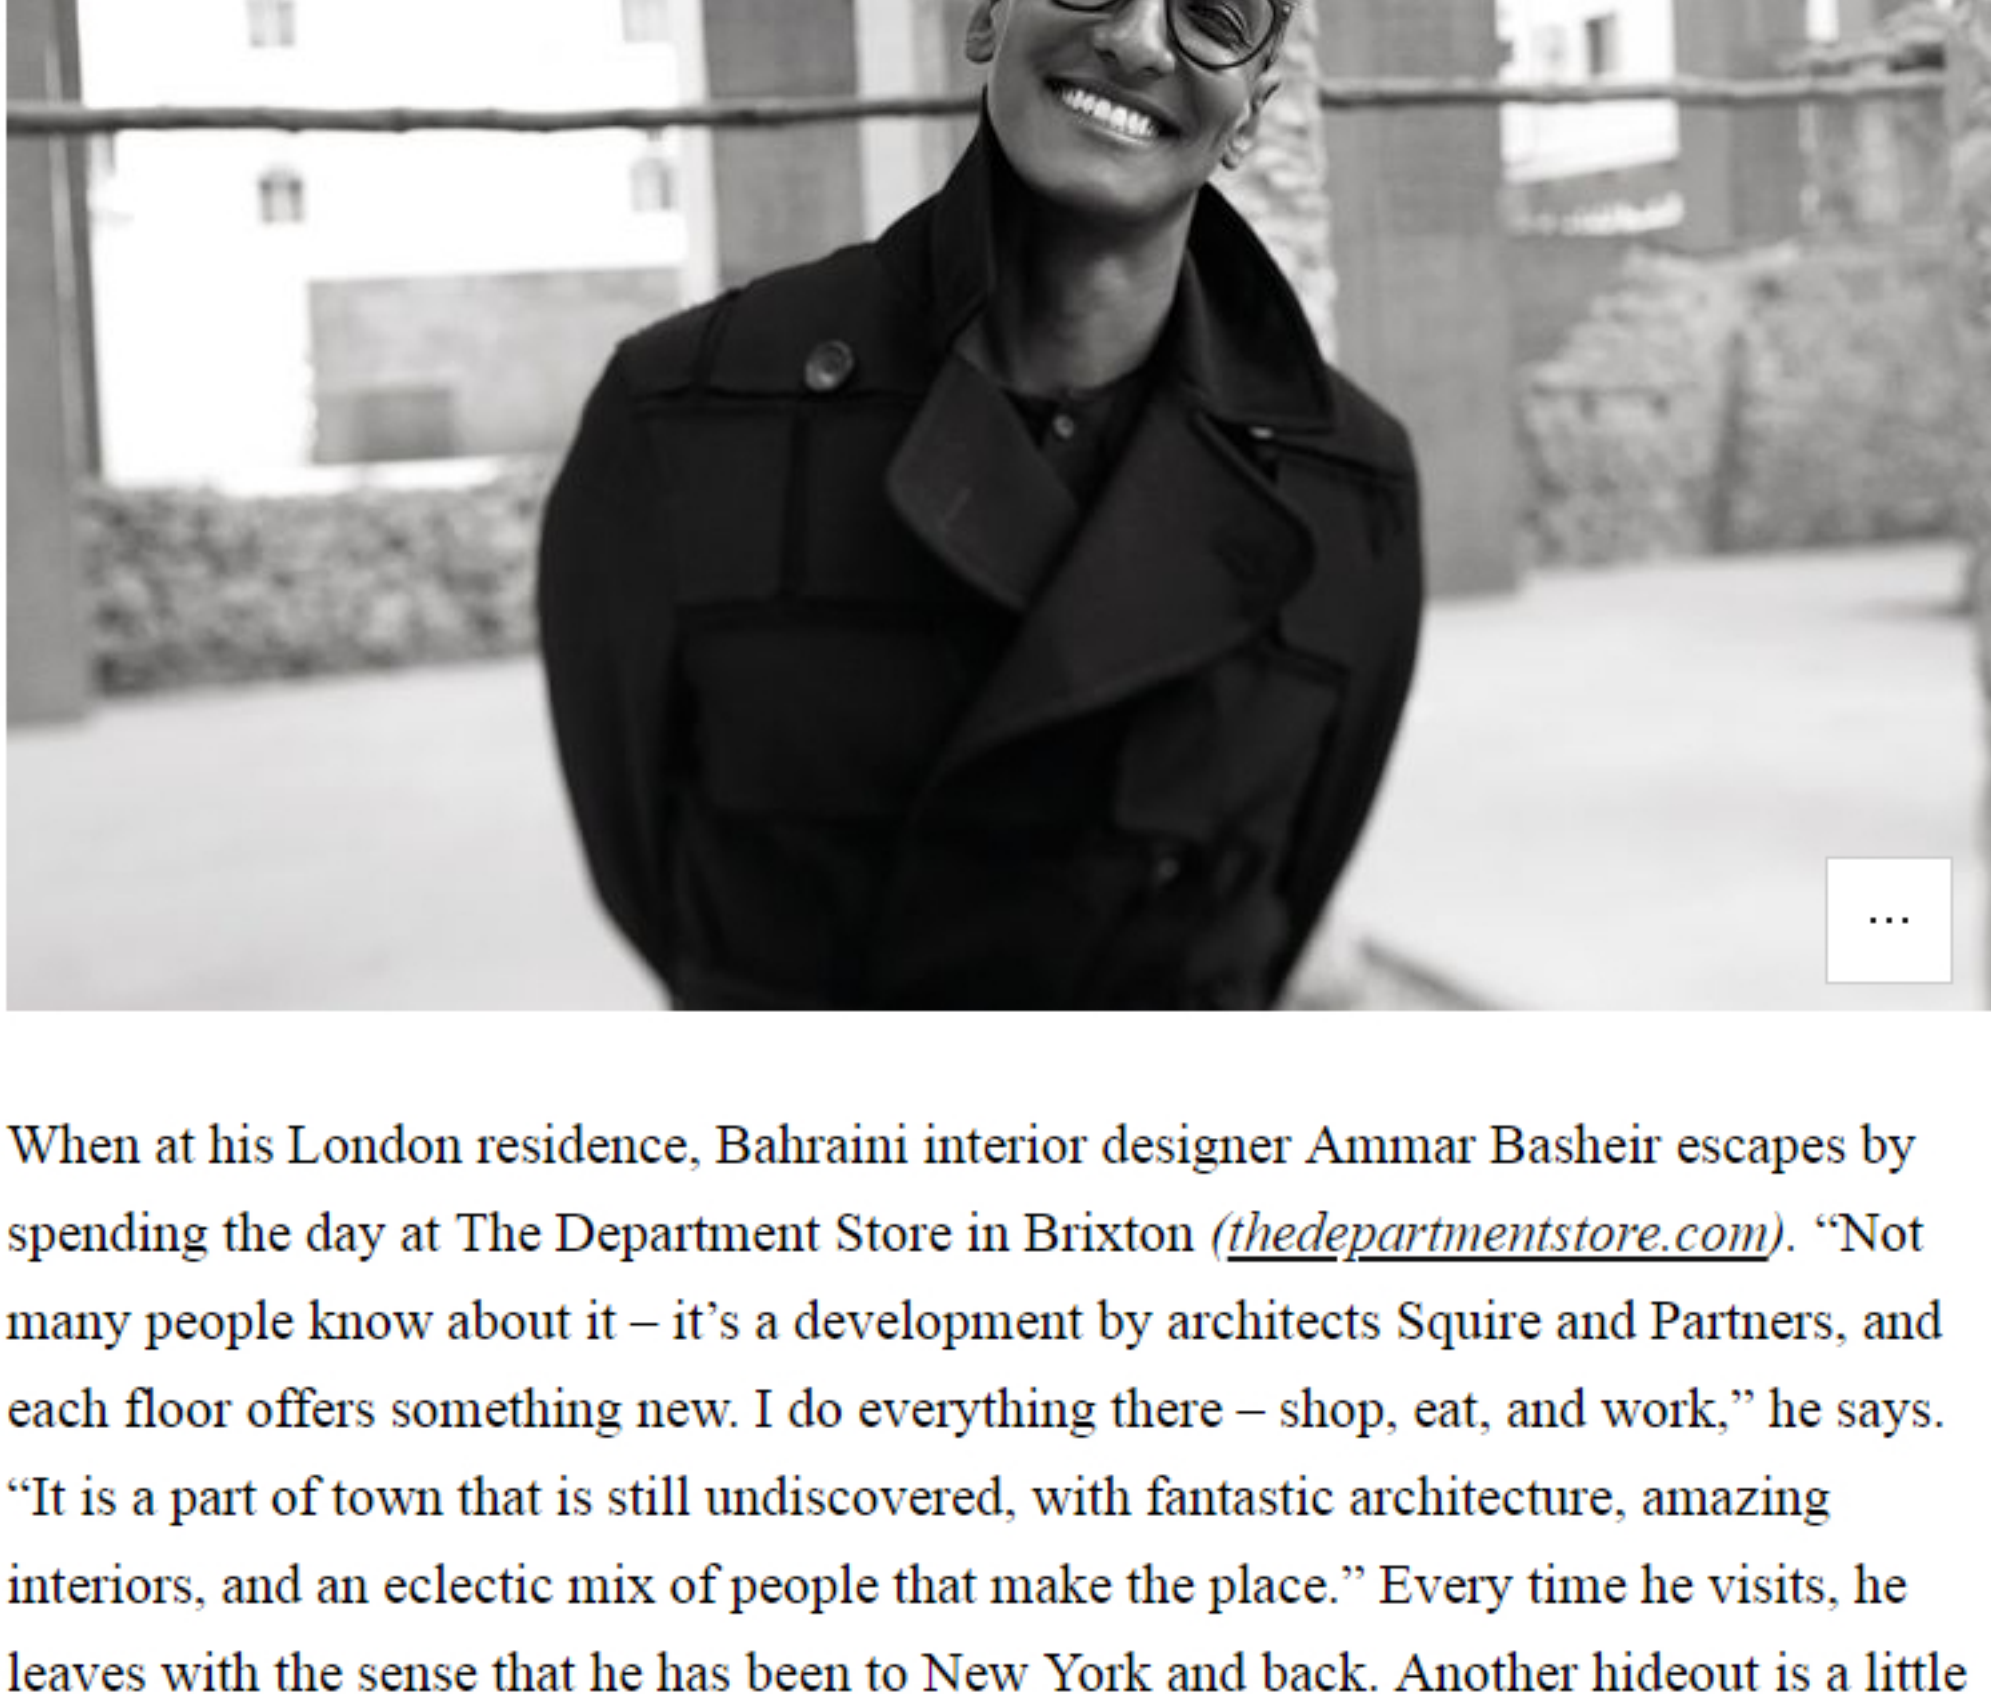 ...
When at his London residence, Bahraini interior designer Ammar Basheir escapes by
spending the day at The Department Store in Brixton (thedepartmentstore.com). “Not
many people know about it – it’s a development by architects Squire and Partners, and
each floor offers something new. I do everything there – shop, eat, and work,” he says.
“It is a part of town that is still undiscovered, with fantastic architecture, amazing
interiors, and an eclectic mix of people that make the place.” Every time he visits, he
leaves with the sense that he has been to New York and back. Another hideout is a little